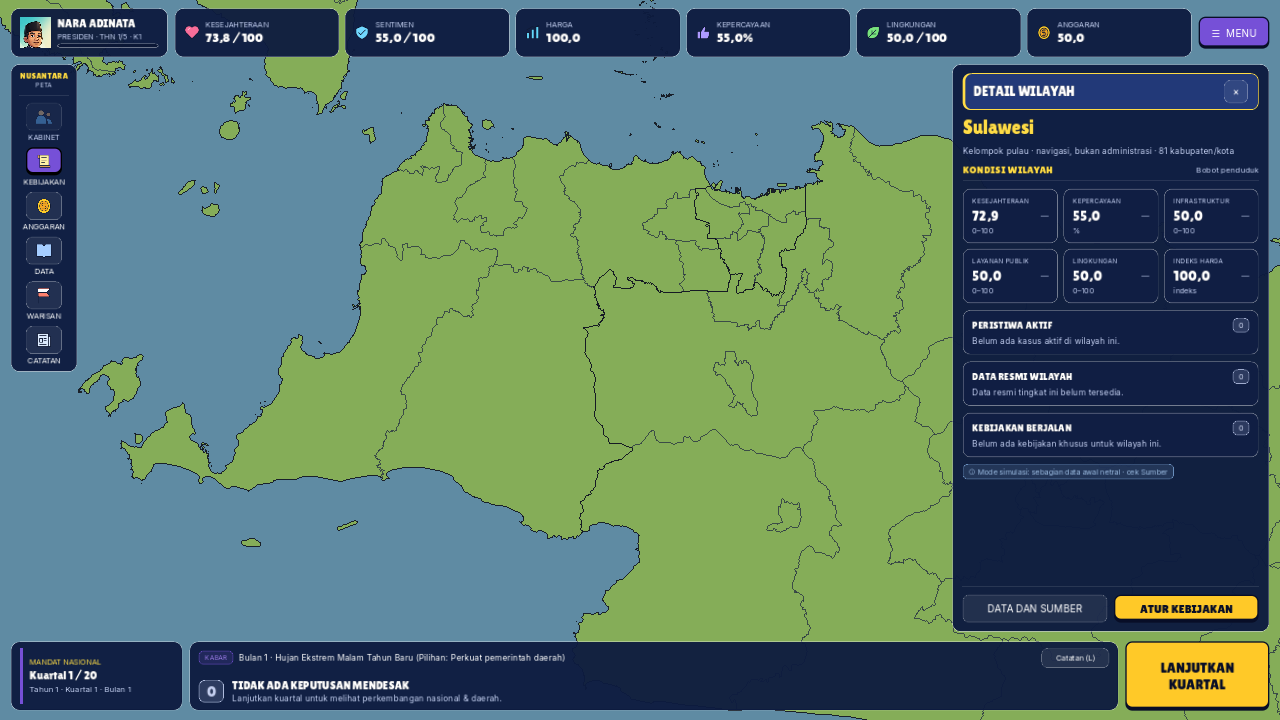 NARA ADINATA
PRESIDEN · THN 1/5 · K1
KESEJAHTERAAN
73,8 / 100
SENTIMEN
55,0 / 100
HARGA
100,0
KEPERCAYAAN
55,0%
LINGKUNGAN
50,0 / 100
ANGGARAN
50,0
☰ MENU
NUSANTARA
PETA
KABINET
KEBIJAKAN
ANGGARAN
DATA
WARISAN
CATATAN
DETAIL WILAYAH
×
Sulawesi
Kelompok pulau · navigasi, bukan administrasi · 81 kabupaten/kota
KONDISI WILAYAH
Bobot penduduk
KESEJAHTERAAN
72,9 —
0–100
KEPERCAYAAN
55,0 —
%
INFRASTRUKTUR
50,0 —
0–100
LAYANAN PUBLIK
50,0 —
0–100
LINGKUNGAN
50,0 —
0–100
INDEKS HARGA
100,0 —
indeks
PERISTIWA AKTIF 0
Belum ada kasus aktif di wilayah ini.
DATA RESMI WILAYAH 0
Data resmi tingkat ini belum tersedia.
KEBIJAKAN BERJALAN 0
Belum ada kebijakan khusus untuk wilayah ini.
Mode simulasi: sebagian data awal netral · cek Sumber
DATA DAN SUMBER
ATUR KEBIJAKAN
MANDAT NASIONAL
Kuartal 1 / 20
Tahun 1 · Kuartal 1 · Bulan 1
KABAR Bulan 1 · Hujan Ekstrem Malam Tahun Baru (Pilihan: Perkuat pemerintah daerah)
Catatan (L)
0 TIDAK ADA KEPUTUSAN MENDESAK
Lanjutkan kuartal untuk melihat perkembangan nasional & daerah.
LANJUTKAN
KUARTAL